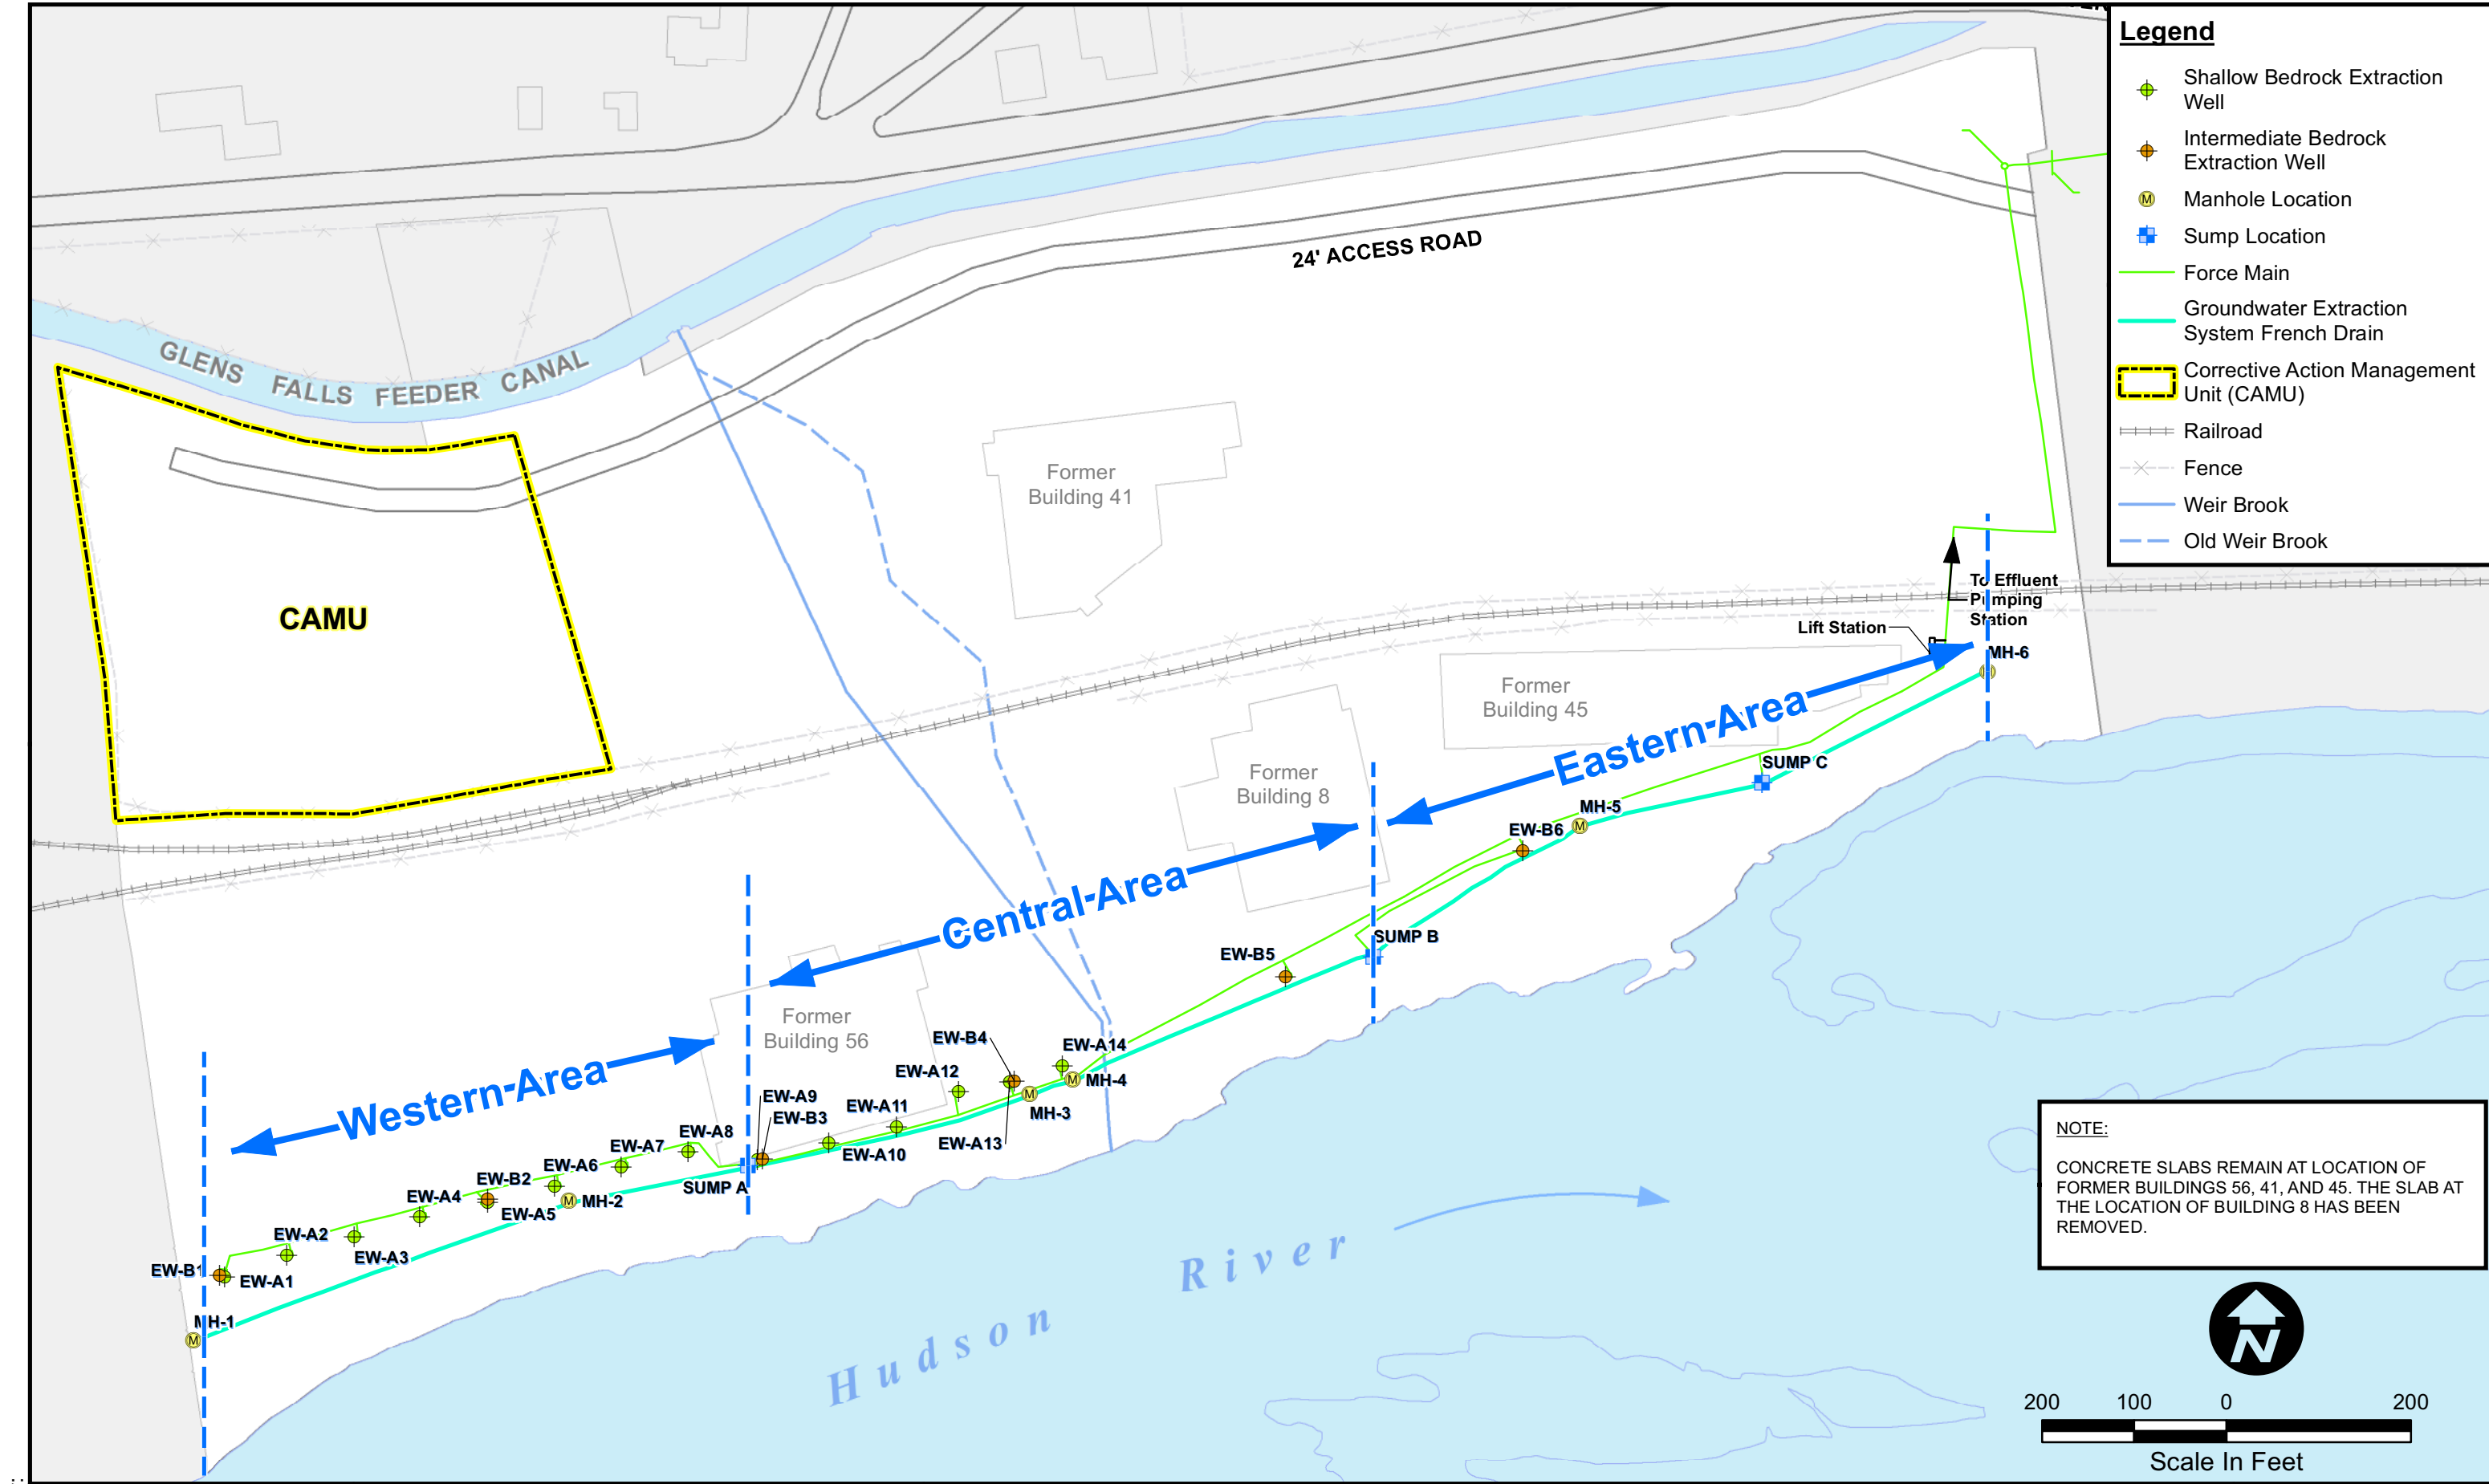 Legend
Shallow Bedrock Extraction
Well
Intermediate Bedrock
Extraction Well
M Manhole Location
Sump Location
Force Main
Groundwater Extraction
System French Drain
Corrective Action Management
Unit (CAMU)
Railroad
Fence
Weir Brook
Old Weir Brook
24' ACCESS ROAD
GLENS FALLS FEEDER CANAL
Former
Building 41
CAMU
To Effluent
Pumping
Station
Lift Station
MH-6
Former
Building 45
Eastern-Area
SUMP C
Former
Building 8
MH-5
EW-B6
Central-Area
SUMP B
EW-B5
Former
Building 56
EW-B4
EW-A14
Western-Area
EW-A12
MH-4
EW-A9
EW-B3
EW-A11
MH-3
EW-A13
EW-A10
EW-A8
EW-A7
EW-A6
EW-B2
SUMP A
MH-2
EW-A4
EW-A5
EW-A2
EW-A3
EW-B1
EW-A1
MH-1
Hudson River
NOTE:
CONCRETE SLABS REMAIN AT LOCATION OF
FORMER BUILDINGS 56, 41, AND 45. THE SLAB AT
THE LOCATION OF BUILDING 8 HAS BEEN
REMOVED.
N
200 100 0 200
Scale In Feet